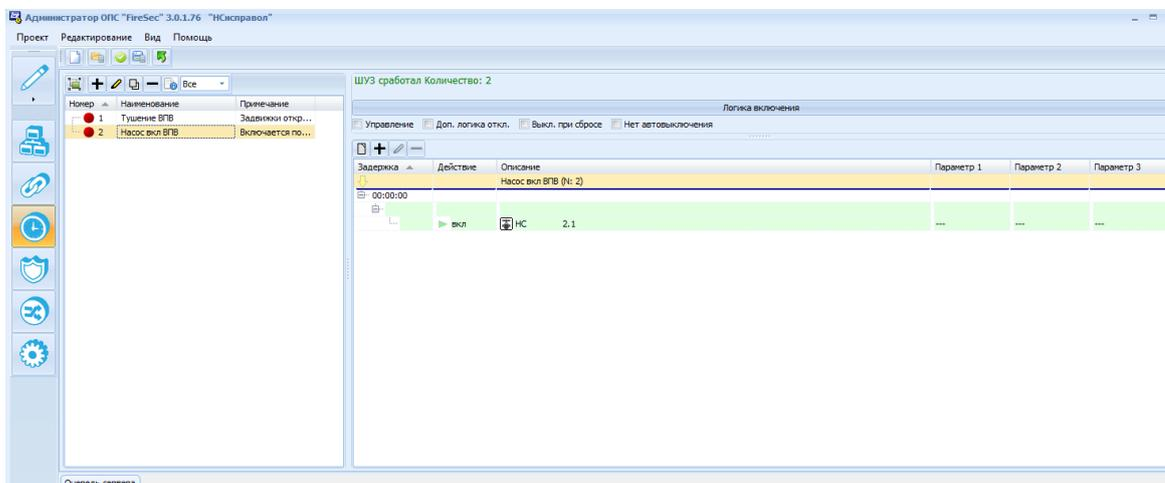 Администратор ОПС "FireSec" 3.0.1.76 "НСисправол"
Проект Редактирование Вид Помощь
Все
ШУЗ сработал Количество: 2
Номер Наименование Примечание
Логика включения
1 Тушение ВПВ Задвижки откр...
Управление Доп. логика откл. Выкл. при сбросе Нет автовыключения
2 Насос вкл ВПВ Включается по...
Задержка Действие Описание Параметр 1 Параметр 2 Параметр 3
Насос вкл ВПВ (N: 2)
00:00:00
вкл НС 2.1 --- --- ---
Очередь сервера